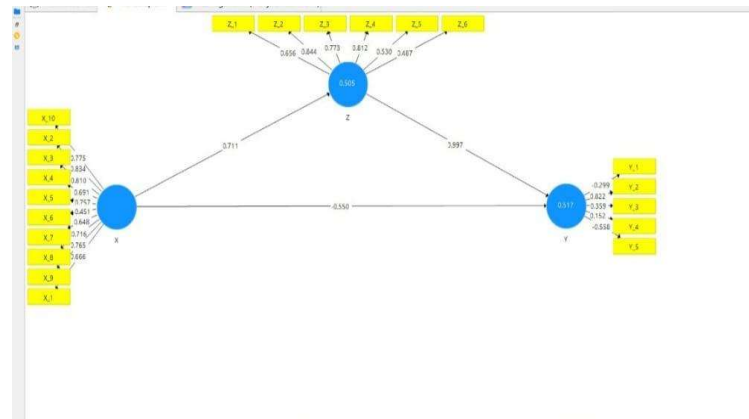 Z_1 Z_2 Z_3 Z_4 Z_5 Z_6
0.656 0.844 0.773 0.812 0.530 0.487
0.505
Z
X_10
X_2
X_3
X_4
X_5
X_6
X_7
X_8
X_9
X_1
0.775
0.834
0.810
0.691
0.757
0.451
0.648
0.716
0.765
0.666
X
0.711
0.997
-0.550
0.517
Y
-0.299
0.822
0.359
0.152
-0.558
Y_1
Y_2
Y_3
Y_4
Y_5